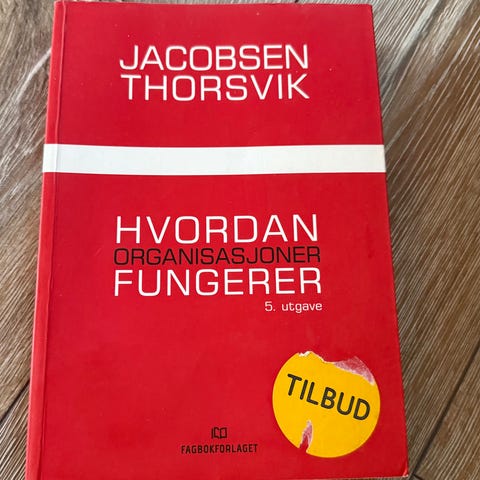 JACOBSEN
THORSVIK
HVORDAN
ORGANISASJONER
FUNGERER
5. utgave
TILBUD
FAGBOKFORLAGET